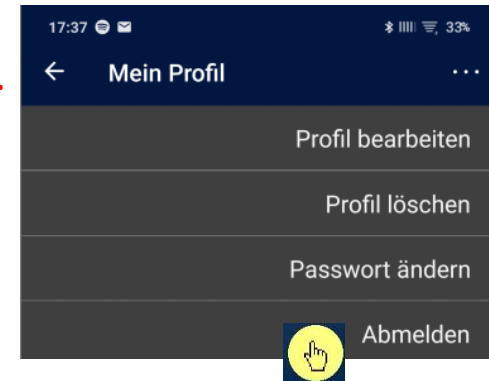 17:37 33%
Mein Profil
Profil bearbeiten
Profil löschen
Passwort ändern
Abmelden